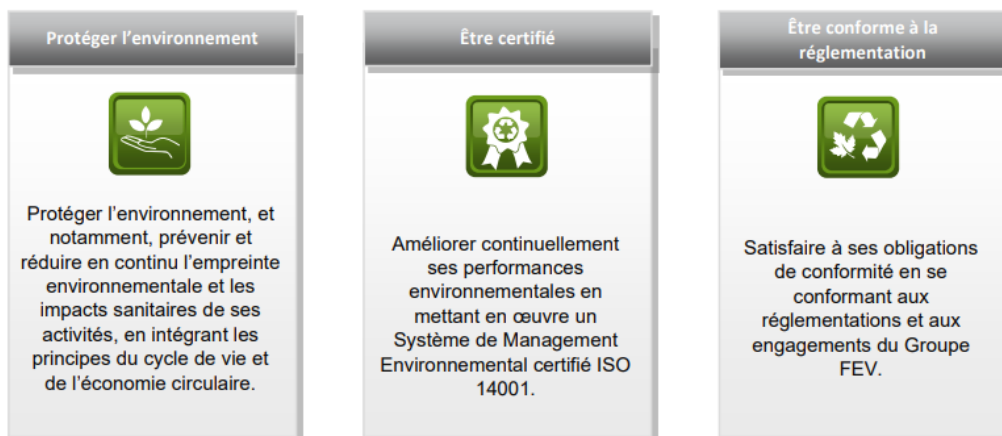 Protéger l'environnement
Protéger l'environnement, et
notamment, prévenir et
réduire en continu l'empreinte
environnementale et les
impacts sanitaires de ses
activités, en intégrant les
principes du cycle de vie et
de l'économie circulaire.
Être certifié
Améliorer continuellement
ses performances
environnementales en
mettant en œuvre un
Système de Management
Environnemental certifié ISO
14001.
Être conforme à la
réglementation
Satisfaire à ses obligations
de conformité en se
conformant aux
réglementations et aux
engagements du Groupe
FEV.